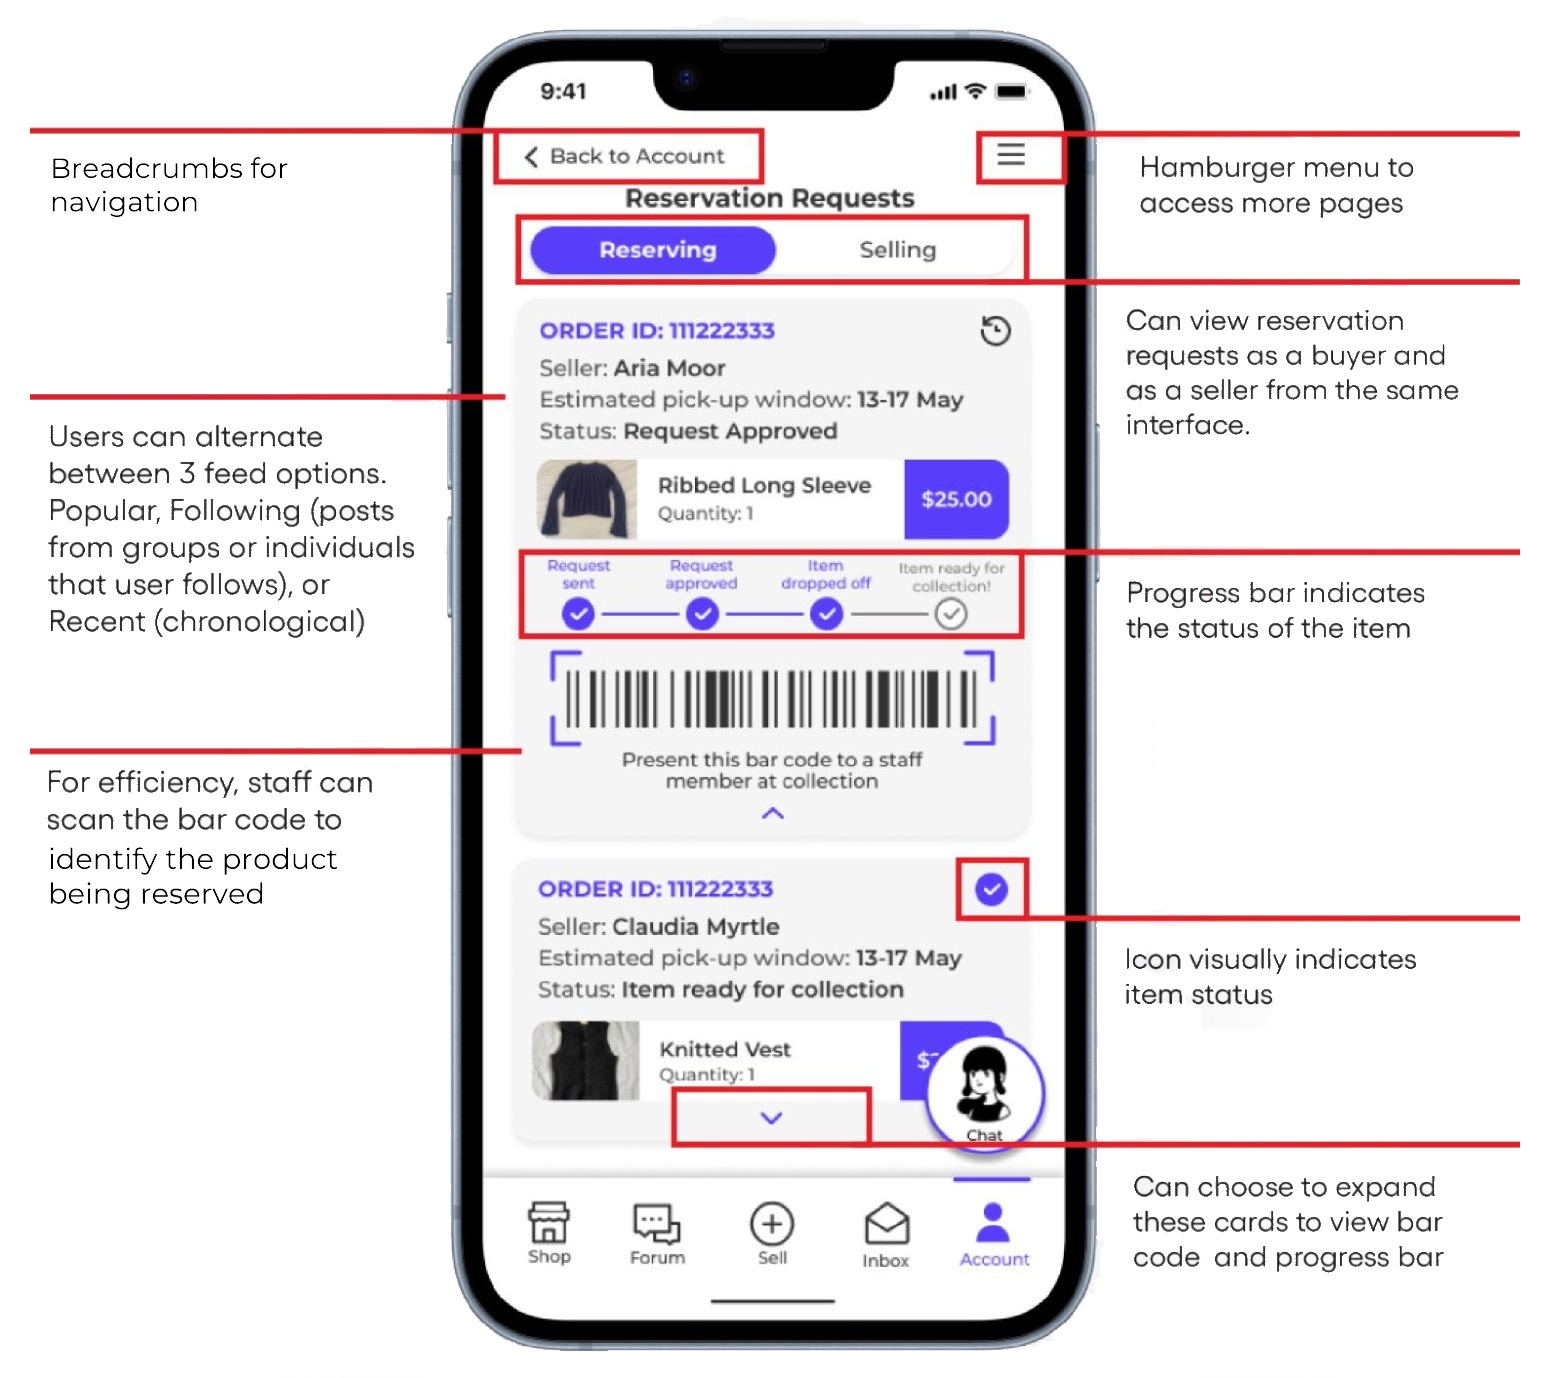 9:41
Back to Account
Breadcrumbs for
navigation
Hamburger menu to
access more pages
Reservation Requests
Reserving
Selling
Can view reservation
requests as a buyer and
as a seller from the same
interface.
ORDER ID: 111222333
Seller: Aria Moor
Estimated pick-up window: 13-17 May
Status: Request Approved
Users can alternate
between 3 feed options.
Popular, Following (posts
from groups or individuals
that user follows), or
Recent (chronological)
Ribbed Long Sleeve
Quantity: 1
$25.00
Request
sent
Request
approved
Item
dropped off
Item ready for
collection!
Progress bar indicates
the status of the item
Present this bar code to a staff
member at collection
For efficiency, staff can
scan the bar code to
identify the product
being reserved
ORDER ID: 111222333
Seller: Claudia Myrtle
Estimated pick-up window: 13-17 May
Status: Item ready for collection
Icon visually indicates
item status
Knitted Vest
Quantity: 1
Chat
Can choose to expand
these cards to view bar
code and progress bar
Shop
Forum
Sell
Inbox
Account